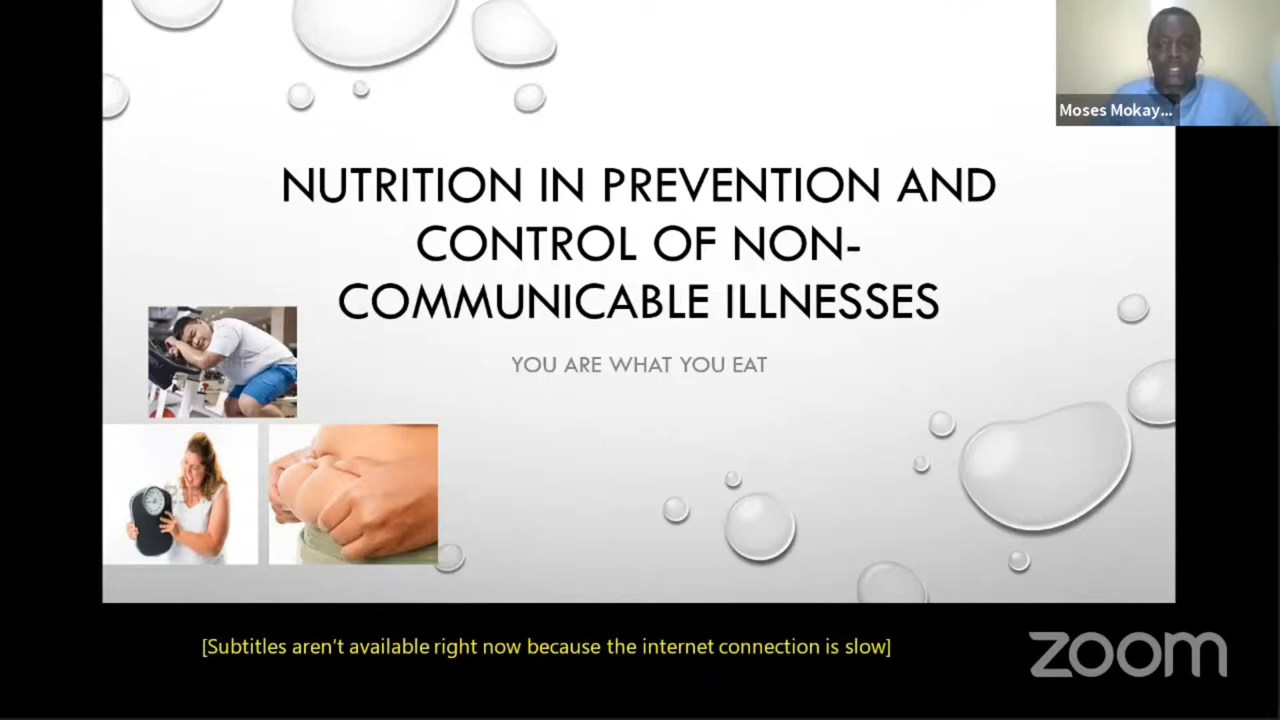 Moses Mokay...
NUTRITION IN PREVENTION AND
CONTROL OF NON-
COMMUNICABLE ILLNESSES
YOU ARE WHAT YOU EAT
[Subtitles aren't available right now because the internet connection is slow]
zoom